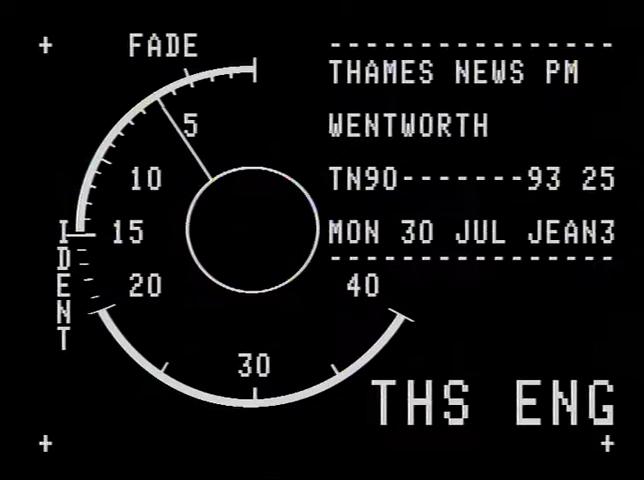 FADE
THAMES NEWS PM
WENTWORTH
TN90-------93 25
MON 30 JUL JEAN3
5
10
15
20
30
40
IDENT
THS ENG